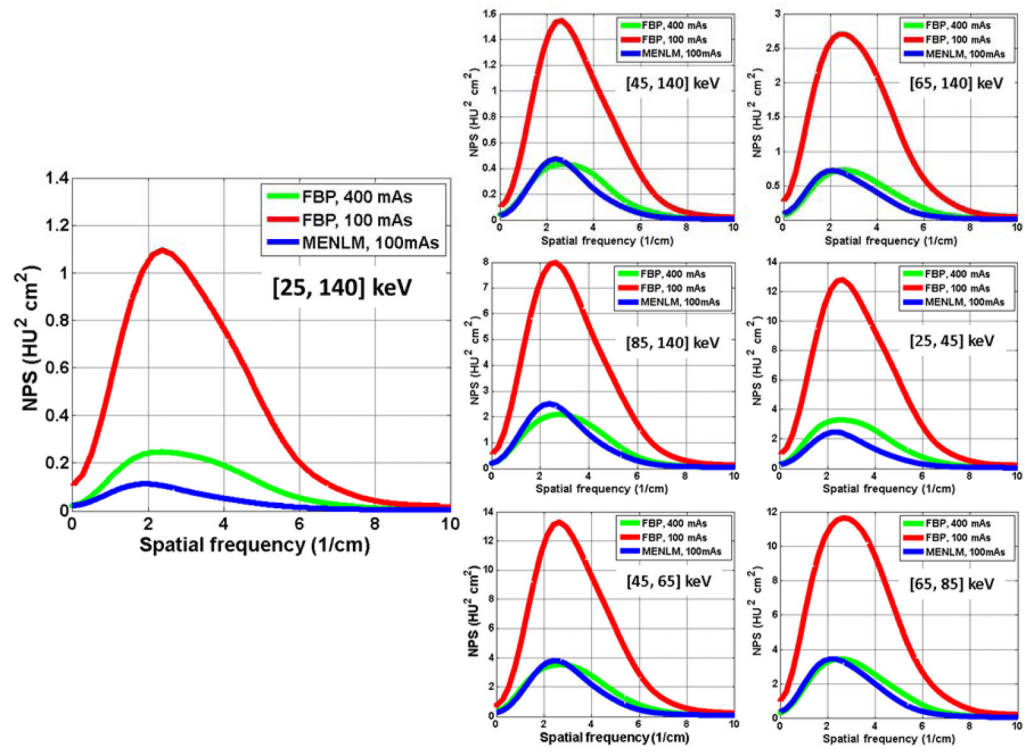 1.4
1.2
1
0.8
0.6
0.4
0.2
0
NPS (HU² cm²)
FBP, 400 mAs
FBP, 100 mAs
MENLM, 100mAs
[25, 140] keV
0 2 4 6 8 10
Spatial frequency (1/cm)
1.6
1.4
1.2
1
0.8
0.6
0.4
0.2
0
NPS (HU² cm²)
FBP, 400 mAs
FBP, 100 mAs
MENLM, 100mAs
[45, 140] keV
0 2 4 6 8 10
Spatial frequency (1/cm)
3
2.5
2
1.5
1
0.5
0
NPS (HU² cm²)
FBP, 400 mAs
FBP, 100 mAs
MENLM, 100mAs
[65, 140] keV
0 2 4 6 8 10
Spatial frequency (1/cm)
8
7
6
5
4
3
2
1
0
NPS (HU² cm²)
FBP, 400 mAs
FBP, 100 mAs
MENLM, 100mAs
[85, 140] keV
0 2 4 6 8 10
Spatial frequency (1/cm)
14
12
10
8
6
4
2
0
NPS (HU² cm²)
FBP, 400 mAs
FBP, 100 mAs
MENLM, 100mAs
[25, 45] keV
0 2 4 6 8 10
Spatial frequency (1/cm)
14
12
10
8
6
4
2
0
NPS (HU² cm²)
FBP, 400 mAs
FBP, 100 mAs
MENLM, 100mAs
[45, 65] keV
0 2 4 6 8 10
Spatial frequency (1/cm)
12
10
8
6
4
2
0
NPS (HU² cm²)
FBP, 400 mAs
FBP, 100 mAs
MENLM, 100mAs
[65, 85] keV
0 2 4 6 8 10
Spatial frequency (1/cm)